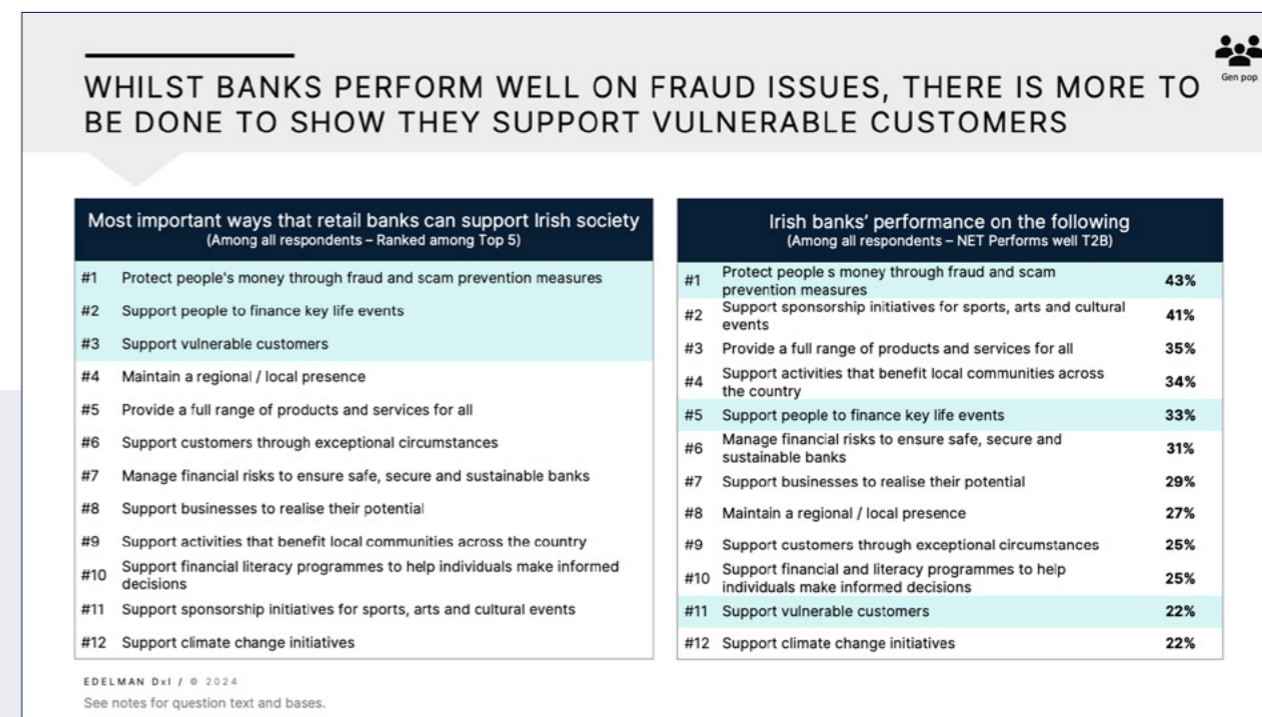 Gen pop
WHILST BANKS PERFORM WELL ON FRAUD ISSUES, THERE IS MORE TO
BE DONE TO SHOW THEY SUPPORT VULNERABLE CUSTOMERS
Most important ways that retail banks can support Irish society
(Among all respondents – Ranked among Top 5)
#1 Protect people's money through fraud and scam prevention measures
#2 Support people to finance key life events
#3 Support vulnerable customers
#4 Maintain a regional / local presence
#5 Provide a full range of products and services for all
#6 Support customers through exceptional circumstances
#7 Manage financial risks to ensure safe, secure and sustainable banks
#8 Support businesses to realise their potential
#9 Support activities that benefit local communities across the country
#10 Support financial literacy programmes to help individuals make informed
decisions
#11 Support sponsorship initiatives for sports, arts and cultural events
#12 Support climate change initiatives
Irish banks' performance on the following
(Among all respondents – NET Performs well T2B)
#1 Protect people s money through fraud and scam
prevention measures 43%
#2 Support sponsorship initiatives for sports, arts and cultural
events 41%
#3 Provide a full range of products and services for all 35%
#4 Support activities that benefit local communities across
the country 34%
#5 Support people to finance key life events 33%
#6 Manage financial risks to ensure safe, secure and
sustainable banks 31%
#7 Support businesses to realise their potential 29%
#8 Maintain a regional / local presence 27%
#9 Support customers through exceptional circumstances 25%
#10 Support financial and literacy programmes to help
individuals make informed decisions 25%
#11 Support vulnerable customers 22%
#12 Support climate change initiatives 22%
EDELMAN DxI / © 2024
See notes for question text and bases.